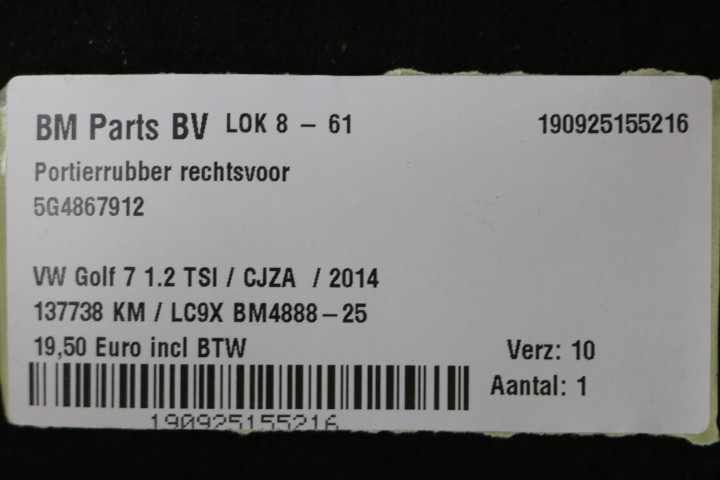 BM Parts BV LOK 8 - 61 190925155216
Portierrubber rechtsvoor
5G4867912
VW Golf 7 1.2 TSI / CJZA / 2014
137738 KM / LC9X BM4888-25
19,50 Euro incl BTW Verz: 10
Aantal: 1
190925155216